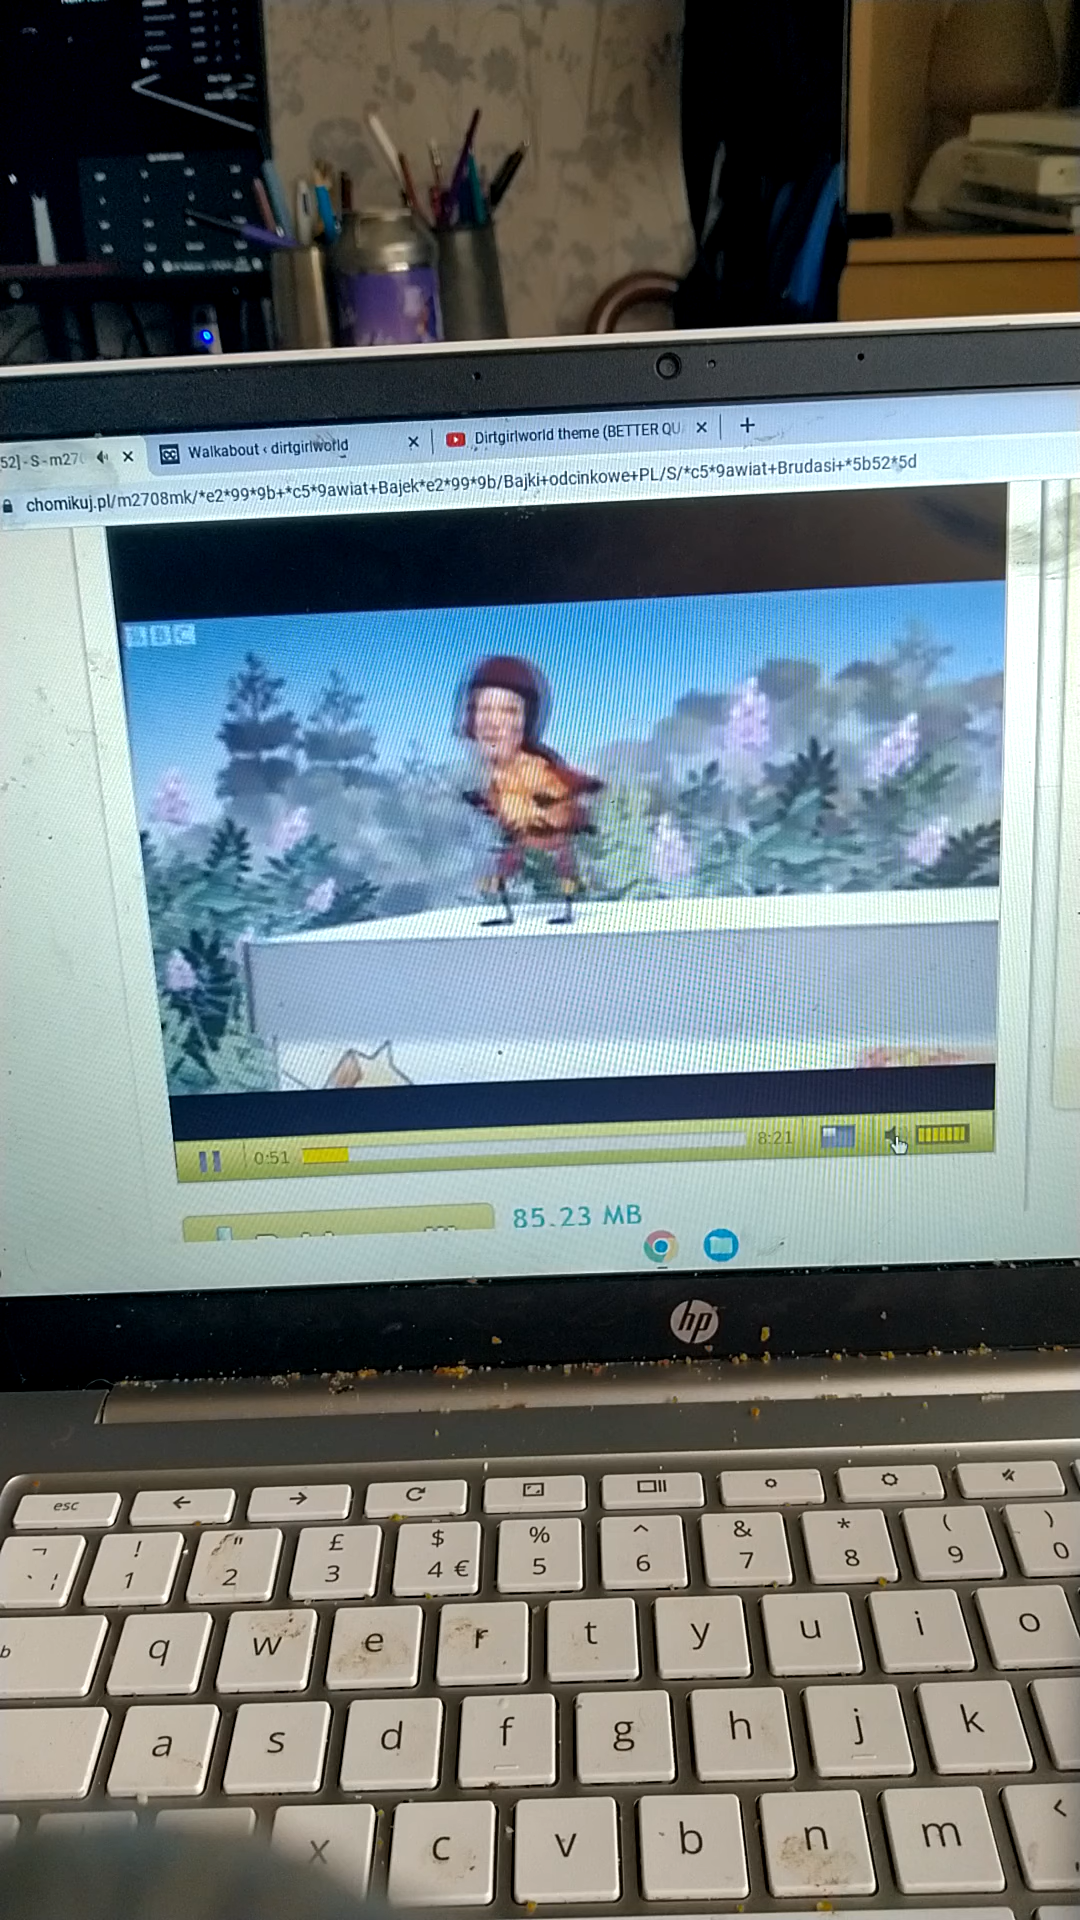 52] - S - m270
Walkabout ‹ dirtgirlworld
Dirtgirlworld theme (BETTER QU
chomikuj.pl/m2708mk/*e2*99*9b+*c5*9awiat+Bajek*e2*99*9b/Bajki+odcinkowe+PL/S/*c5*9awiat+Brudasi+*5b52*5d
BBC
0:51
8:21
85.23 MB
hp
esc
¬ ! " £ $ % ^ & * ( )
` ¦ 1 2 3 4 € 5 6 7 8 9 0
b q w e r t y u i o
a s d f g h j k
x c v b n m <